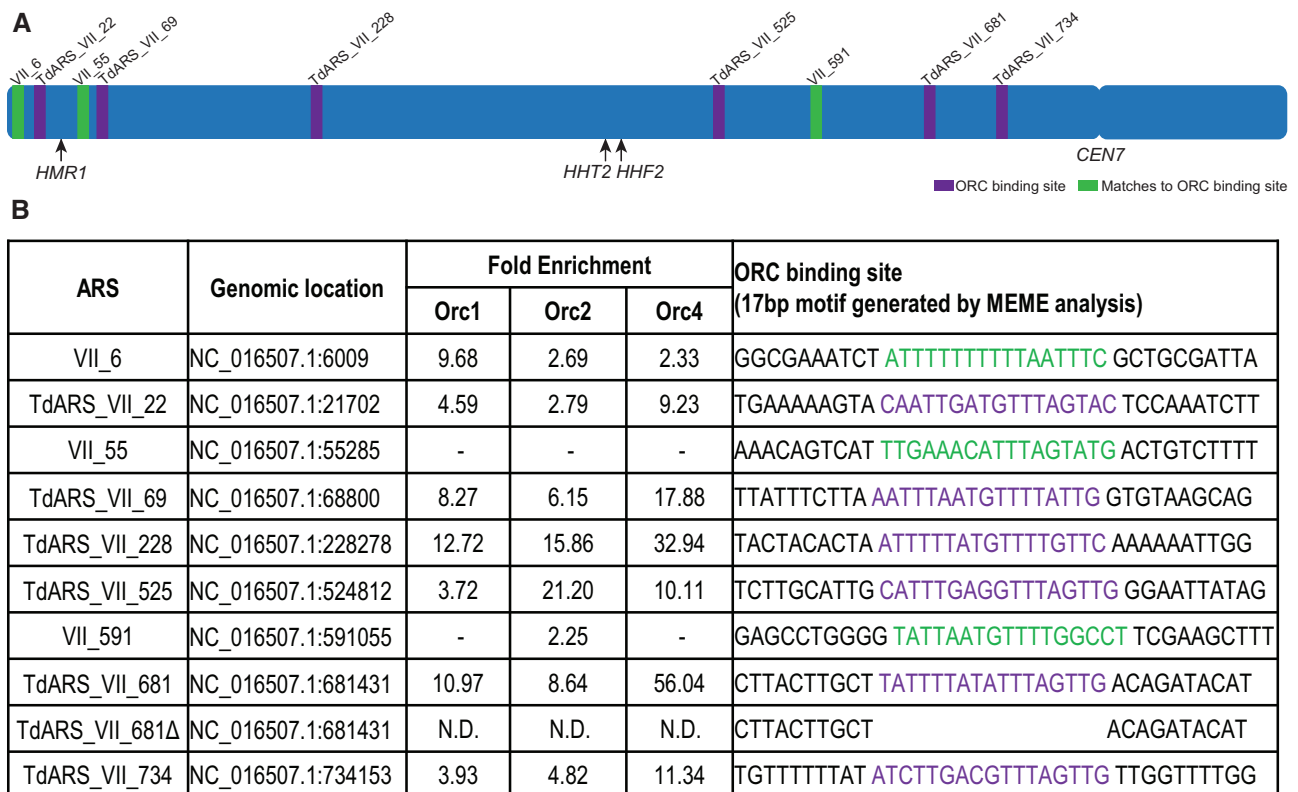 A
VII_6
TdARS_VII_22
VII_55
TdARS_VII_69
TdARS_VII_228
TdARS_VII_525
VII_591
TdARS_VII_681
TdARS_VII_734
HMR1
HHT2 HHF2
CEN7
ORC binding site
Matches to ORC binding site
B
ARS
Genomic location
Fold Enrichment
ORC binding site
(17bp motif generated by MEME analysis)
Orc1 Orc2 Orc4
VII_6 NC_016507.1:6009 9.68 2.69 2.33 GGCGAAATCT ATTTTTTTTTTAATTTC GCTGCGATTA
TdARS_VII_22 NC_016507.1:21702 4.59 2.79 9.23 TGAAAAAGTA CAATTGATGTTTAGTAC TCCAAATCTT
VII_55 NC_016507.1:55285 - - - AAACAGTCAT TTGAAACATTTAGTATG ACTGTCTTTT
TdARS_VII_69 NC_016507.1:68800 8.27 6.15 17.88 TTATTTCTTA AATTTAATGTTTTATTG GTGTAAGCAG
TdARS_VII_228 NC_016507.1:228278 12.72 15.86 32.94 TACTACACTA ATTTTTATGTTTTGTTC AAAAAATTGG
TdARS_VII_525 NC_016507.1:524812 3.72 21.20 10.11 TCTTGCATTG CATTTGAGGTTTAGTTG GGAATTATAG
VII_591 NC_016507.1:591055 - 2.25 - GAGCCTGGGG TATTAATGTTTTGGCCT TCGAAGCTTT
TdARS_VII_681 NC_016507.1:681431 10.97 8.64 56.04 CTTACTTGCT TATTTTATATTTAGTTG ACAGATACAT
TdARS_VII_681Δ NC_016507.1:681431 N.D. N.D. N.D. CTTACTTGCT ACAGATACAT
TdARS_VII_734 NC_016507.1:734153 3.93 4.82 11.34 TGTTTTTTAT ATCTTGACGTTTAGTTG TTGGTTTTGG